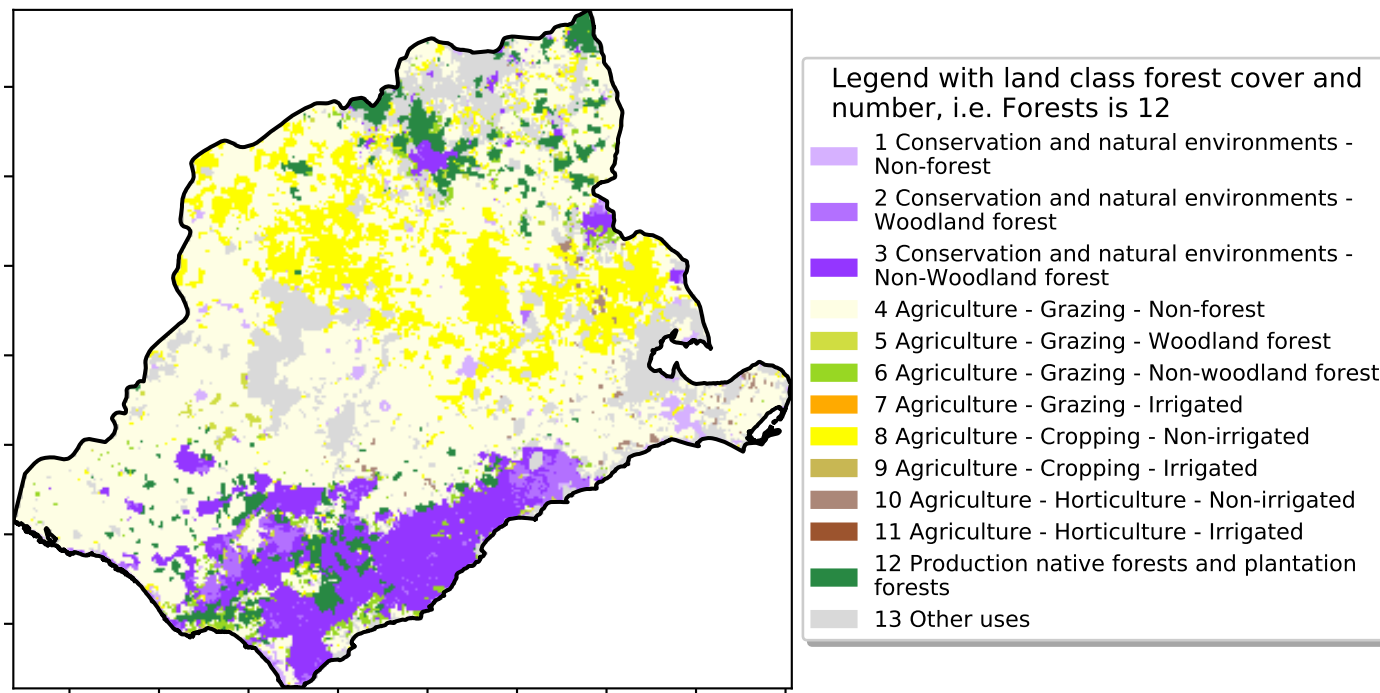 Legend with land class forest cover and
number, i.e. Forests is 12
1 Conservation and natural environments -
Non-forest
2 Conservation and natural environments -
Woodland forest
3 Conservation and natural environments -
Non-Woodland forest
4 Agriculture - Grazing - Non-forest
5 Agriculture - Grazing - Woodland forest
6 Agriculture - Grazing - Non-woodland forest
7 Agriculture - Grazing - Irrigated
8 Agriculture - Cropping - Non-irrigated
9 Agriculture - Cropping - Irrigated
10 Agriculture - Horticulture - Non-irrigated
11 Agriculture - Horticulture - Irrigated
12 Production native forests and plantation
forests
13 Other uses